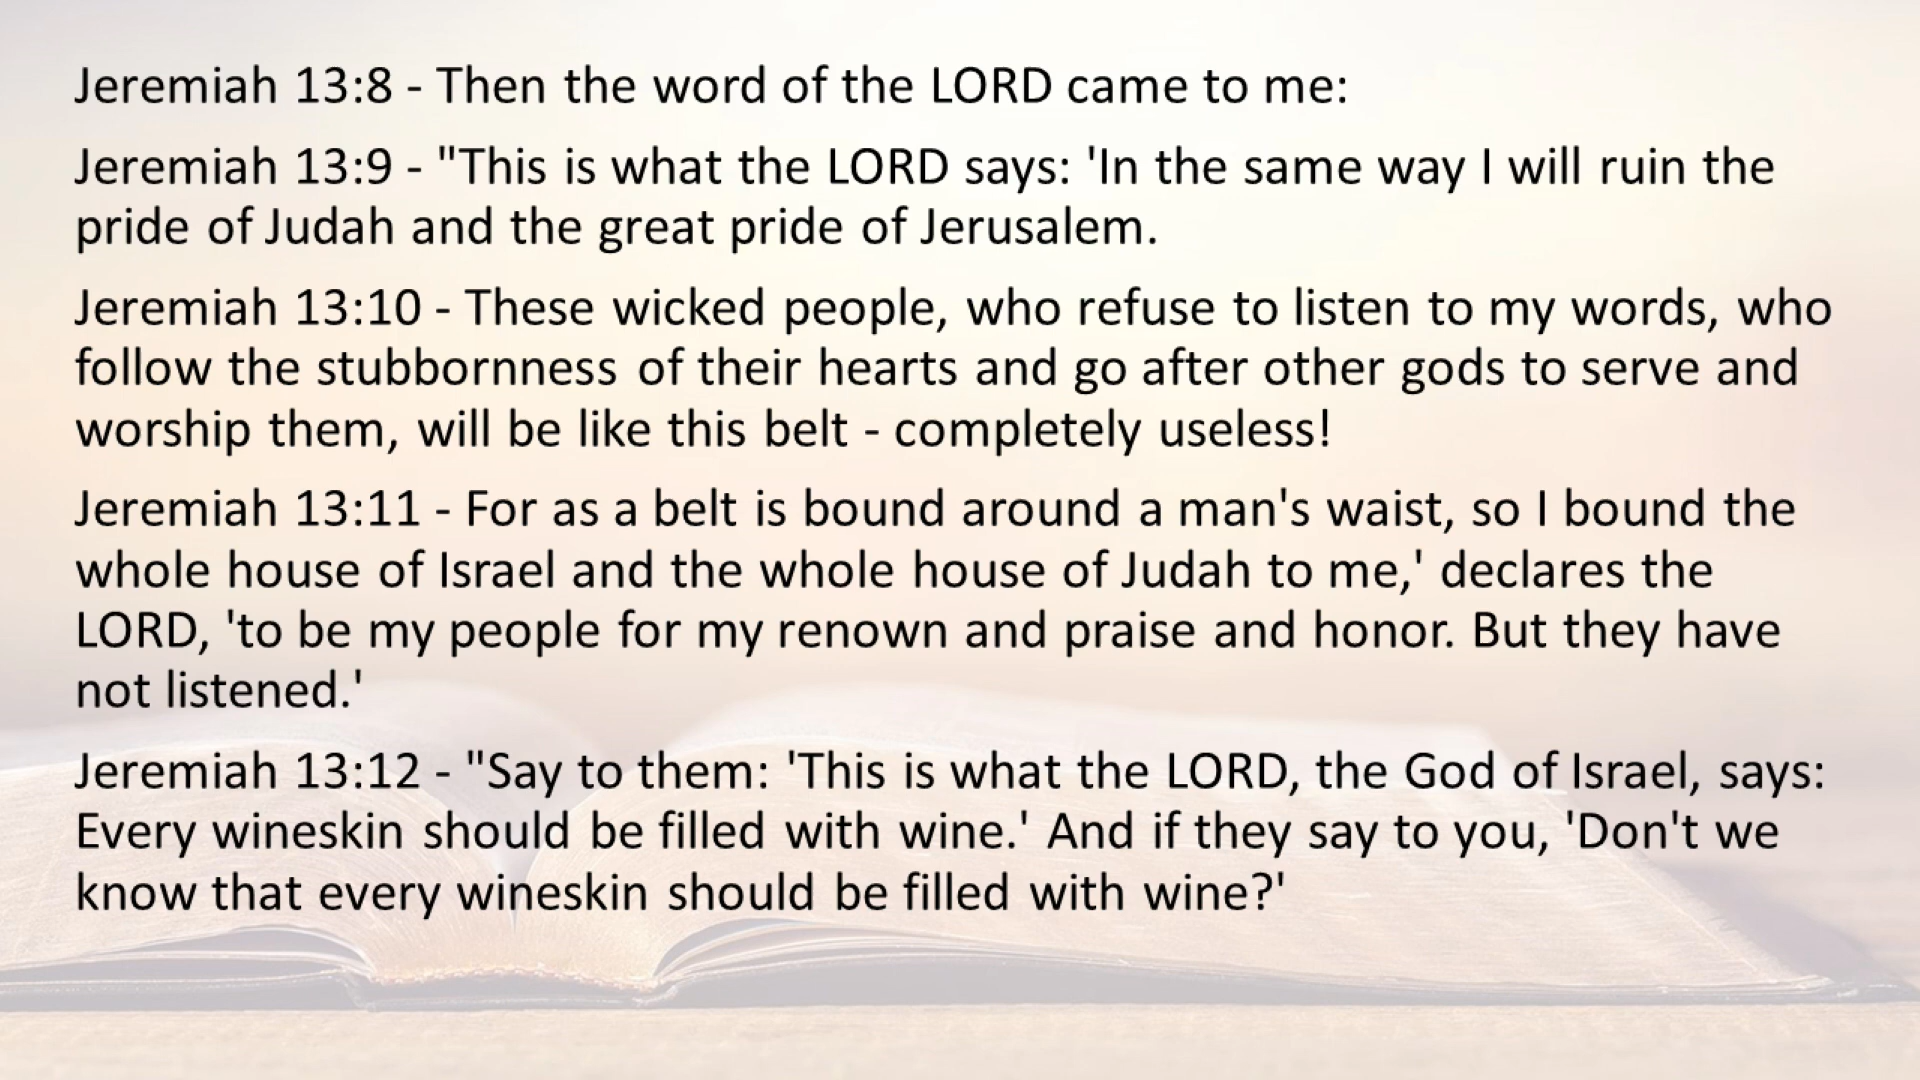 Jeremiah 13:8 - Then the word of the LORD came to me:
Jeremiah 13:9 - "This is what the LORD says: 'In the same way I will ruin the
pride of Judah and the great pride of Jerusalem.
Jeremiah 13:10 - These wicked people, who refuse to listen to my words, who
follow the stubbornness of their hearts and go after other gods to serve and
worship them, will be like this belt - completely useless!
Jeremiah 13:11 - For as a belt is bound around a man's waist, so I bound the
whole house of Israel and the whole house of Judah to me,' declares the
LORD, 'to be my people for my renown and praise and honor. But they have
not listened.'
Jeremiah 13:12 - "Say to them: 'This is what the LORD, the God of Israel, says:
Every wineskin should be filled with wine.' And if they say to you, 'Don't we
know that every wineskin should be filled with wine?'